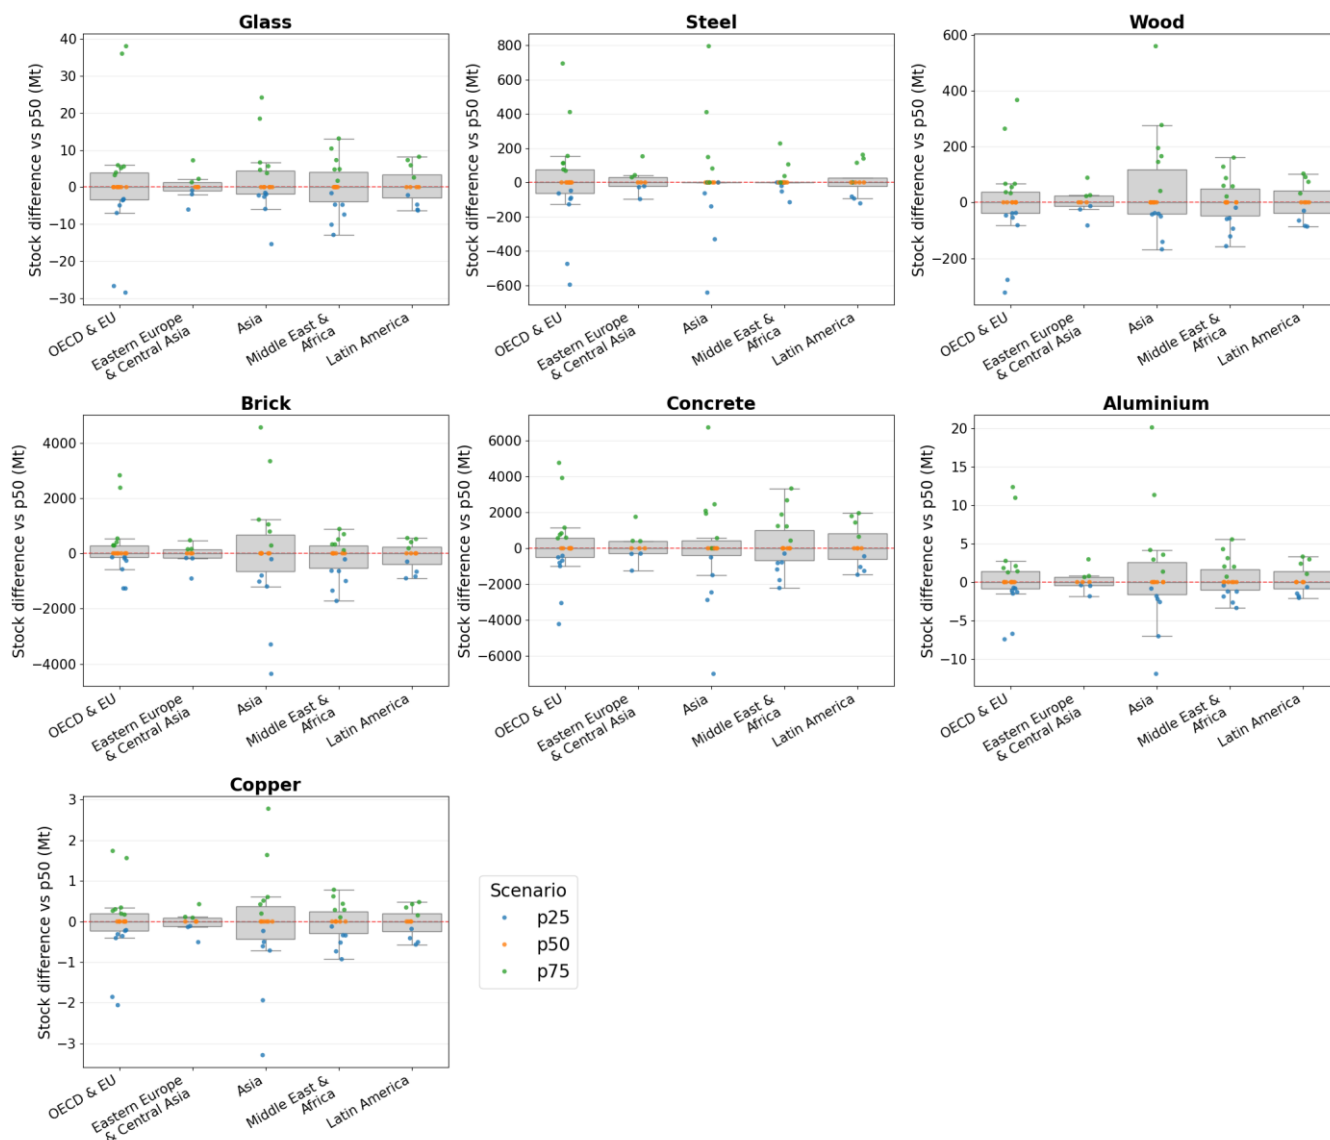 Glass
Stock difference vs p50 (Mt)
40
30
20
10
0
−10
−20
−30
OECD & EU
Eastern Europe
& Central Asia
Asia
Middle East &
Africa
Latin America
Steel
Stock difference vs p50 (Mt)
800
600
400
200
0
−200
−400
−600
OECD & EU
Eastern Europe
& Central Asia
Asia
Middle East &
Africa
Latin America
Wood
Stock difference vs p50 (Mt)
600
400
200
0
−200
OECD & EU
Eastern Europe
& Central Asia
Asia
Middle East &
Africa
Latin America
Brick
Stock difference vs p50 (Mt)
4000
2000
0
−2000
−4000
OECD & EU
Eastern Europe
& Central Asia
Asia
Middle East &
Africa
Latin America
Concrete
Stock difference vs p50 (Mt)
6000
4000
2000
0
−2000
−4000
−6000
OECD & EU
Eastern Europe
& Central Asia
Asia
Middle East &
Africa
Latin America
Aluminium
Stock difference vs p50 (Mt)
20
15
10
5
0
−5
−10
OECD & EU
Eastern Europe
& Central Asia
Asia
Middle East &
Africa
Latin America
Copper
Stock difference vs p50 (Mt)
3
2
1
0
−1
−2
−3
OECD & EU
Eastern Europe
& Central Asia
Asia
Middle East &
Africa
Latin America
Scenario
p25
p50
p75